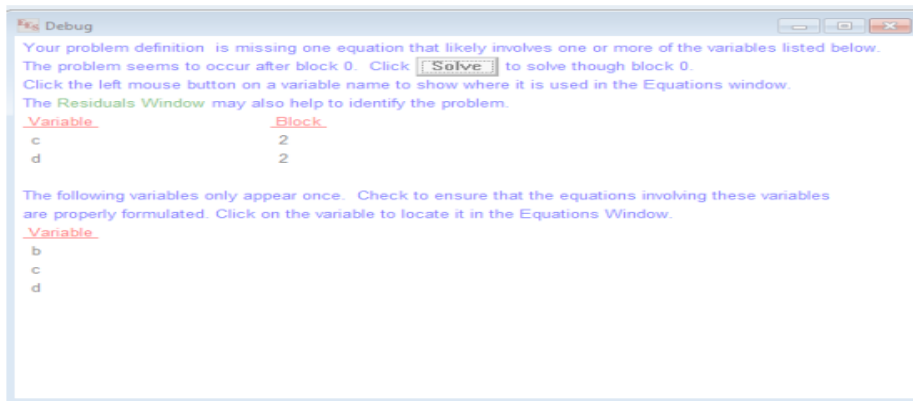 EES Debug
Your problem definition is missing one equation that likely involves one or more of the variables listed below.
The problem seems to occur after block 0. Click Solve to solve though block 0.
Click the left mouse button on a variable name to show where it is used in the Equations window.
The Residuals Window may also help to identify the problem.
Variable Block
c 2
d 2
The following variables only appear once. Check to ensure that the equations involving these variables
are properly formulated. Click on the variable to locate it in the Equations Window.
Variable
b
c
d